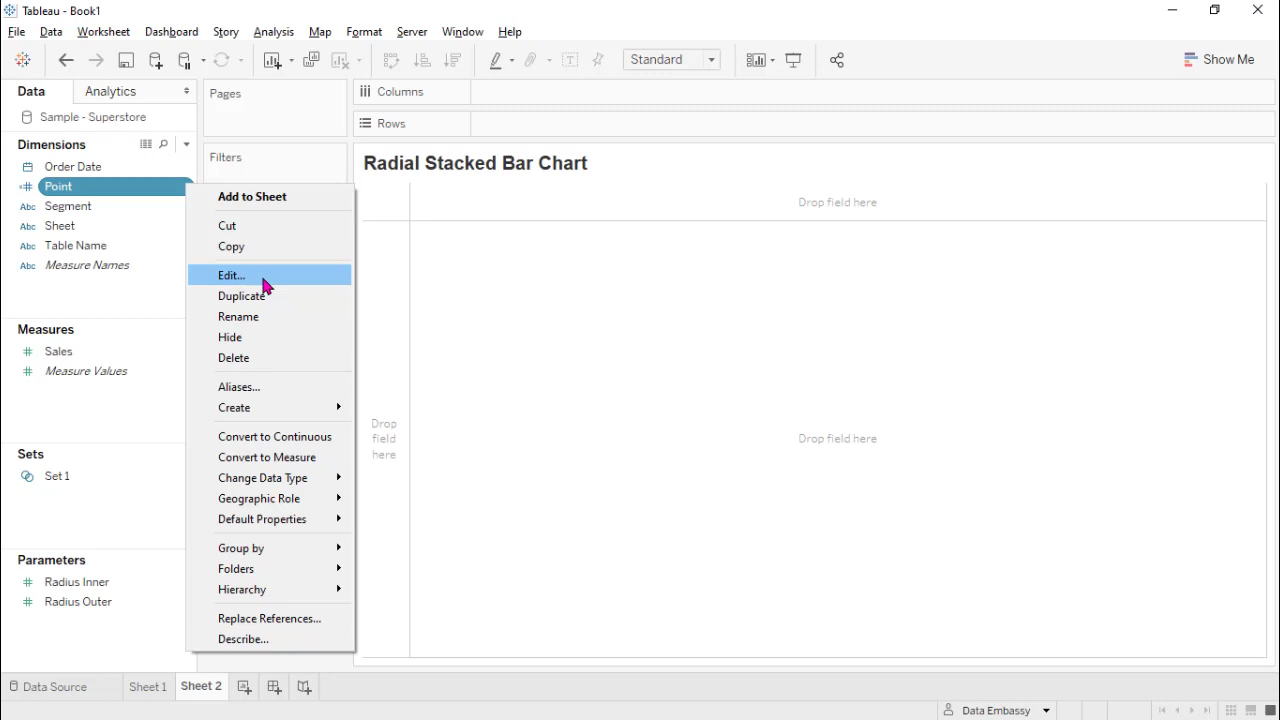 Tableau - Book1
File Data Worksheet Dashboard Story Analysis Map Format Server Window Help
Standard
Show Me
Data Analytics
Sample - Superstore
Dimensions
Order Date
Point
Abc Segment
Abc Sheet
Abc Table Name
Abc Measure Names
Measures
Sales
Measure Values
Sets
Set 1
Parameters
Radius Inner
Radius Outer
Pages
Filters
Add to Sheet
Cut
Copy
Edit...
Duplicate
Rename
Hide
Delete
Aliases...
Create
Convert to Continuous
Convert to Measure
Change Data Type
Geographic Role
Default Properties
Group by
Folders
Hierarchy
Replace References...
Describe...
Columns
Rows
Radial Stacked Bar Chart
Drop field here
Drop
field
here
Drop field here
Data Source Sheet 1 Sheet 2
Data Embassy